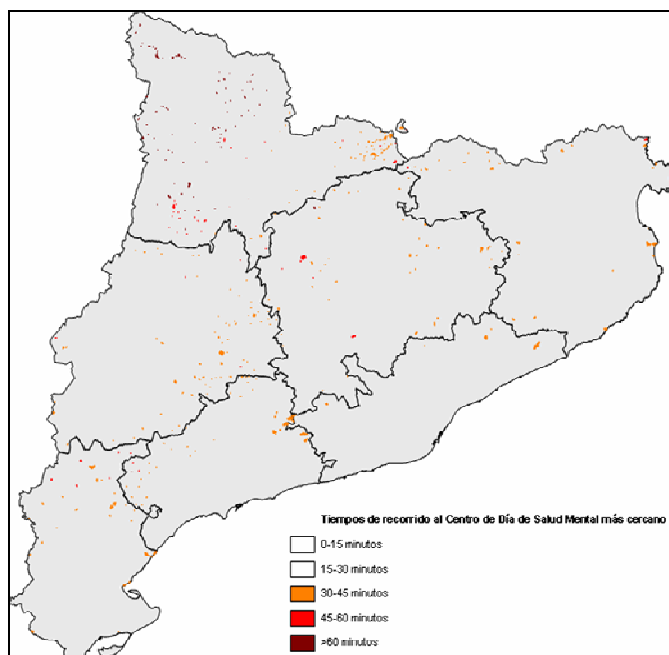 Tiempos de recorrido al Centro de Día de Salud Mental más cercano
0-15 minutos
15-30 minutos
30-45 minutos
45-60 minutos
>60 minutos